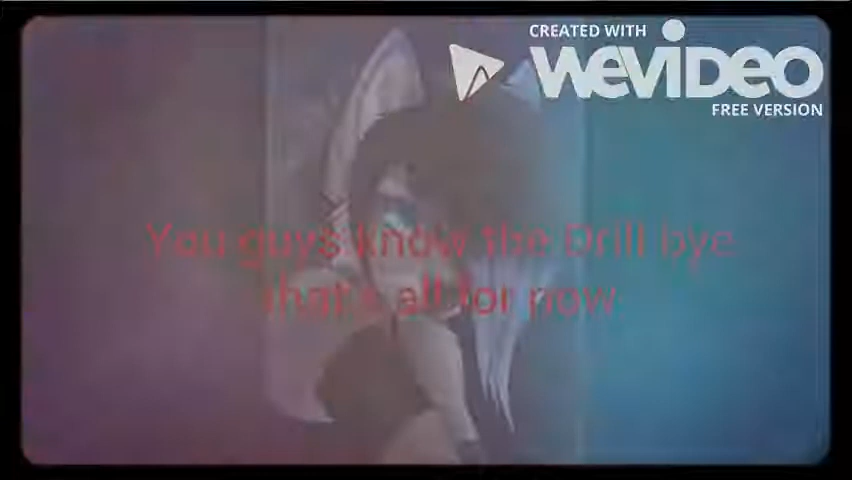 CREATED WITH
WEVIDEO
FREE VERSION
You guys know the Drill bye
that's all for now